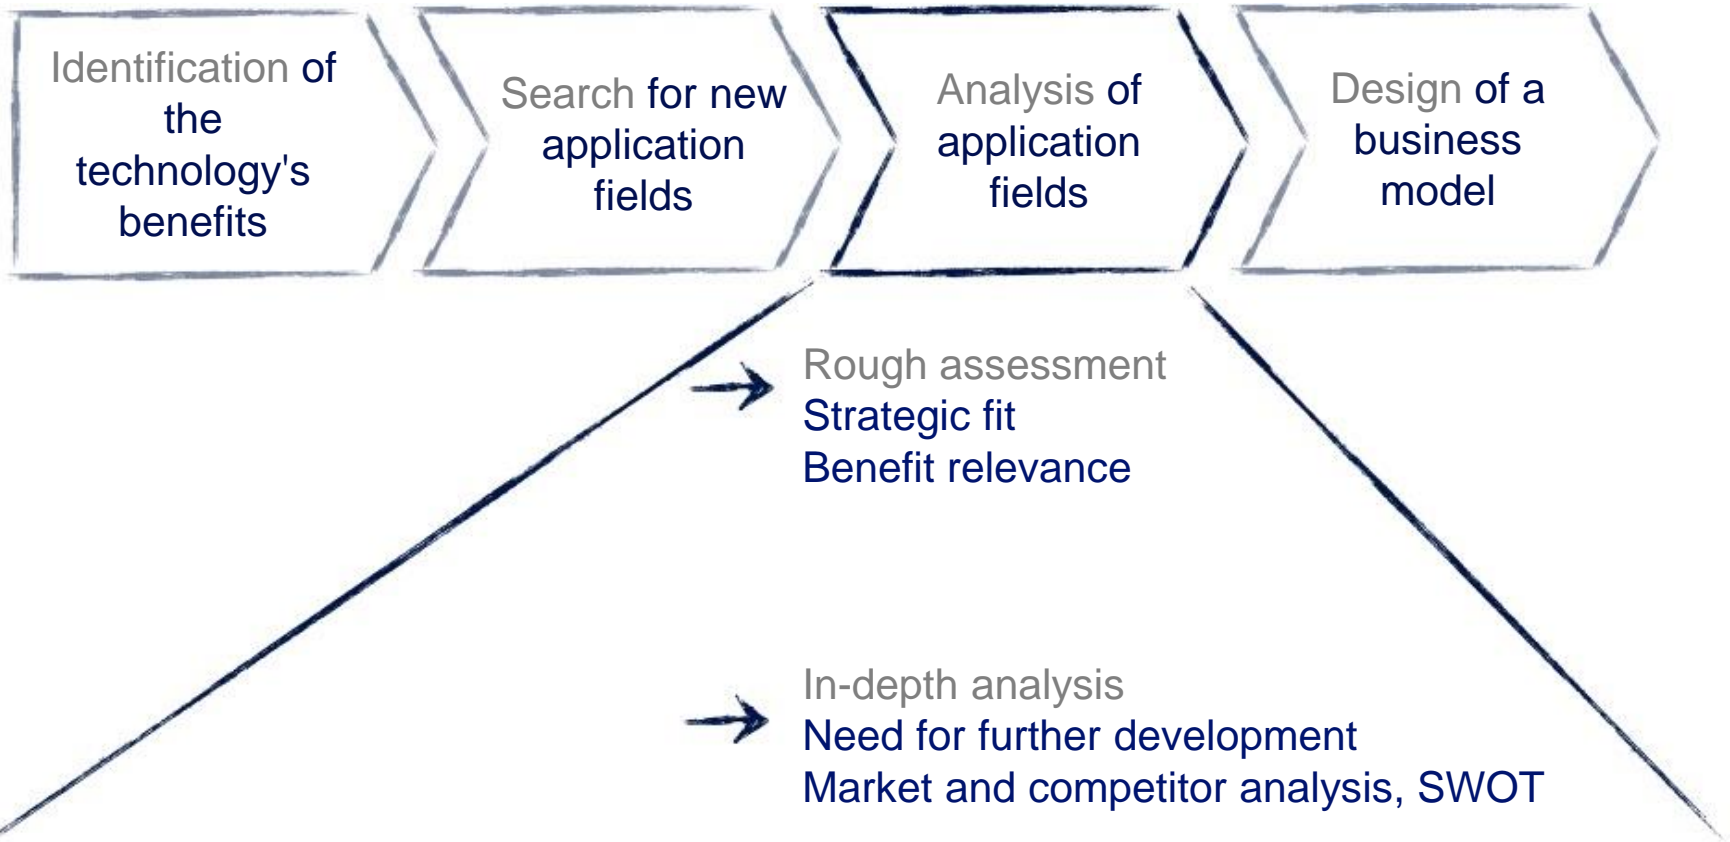 Identification of
the
technology's
benefits
Search for new
application
fields
Analysis of
application
fields
Design of a
business
model
Rough assessment
Strategic fit
Benefit relevance
In-depth analysis
Need for further development
Market and competitor analysis, SWOT